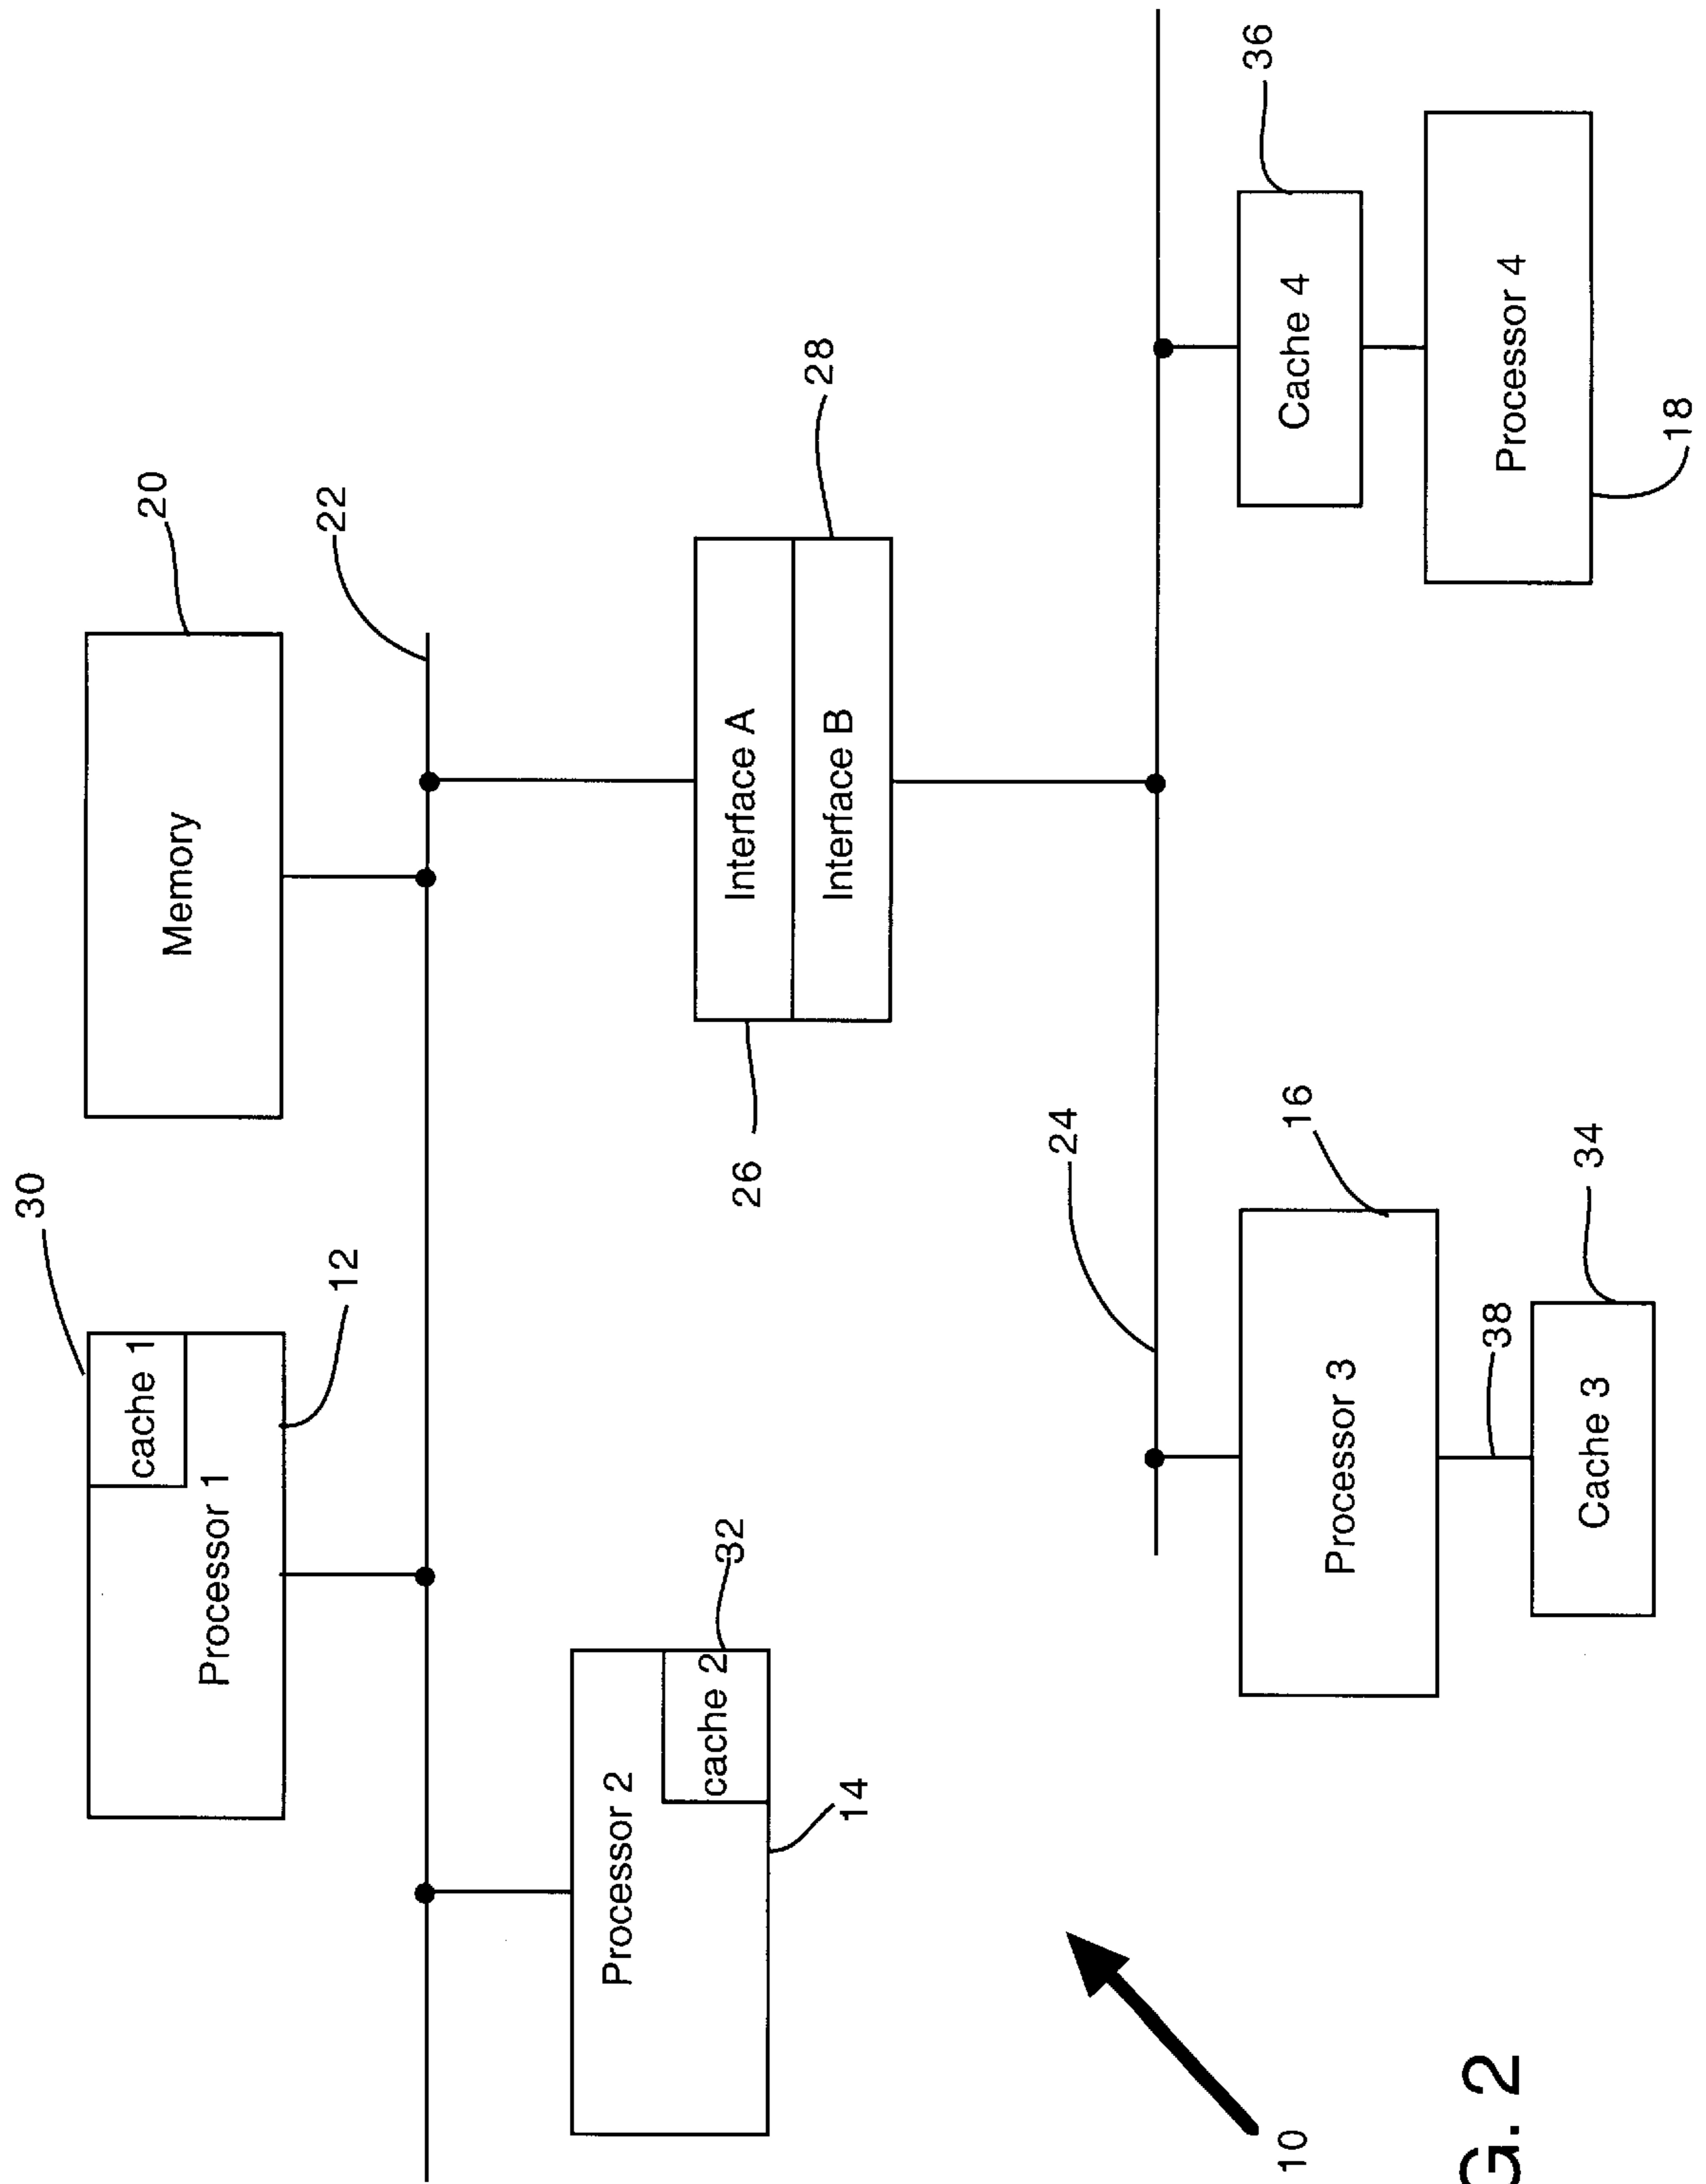 30
cache 1
Processor 1
12
Memory
20
22
Processor 2
cache 2
32
14
Interface A
Interface B
26
28
24
Processor 3
16
38
Cache 3
34
Cache 4
36
Processor 4
18
10
G. 2